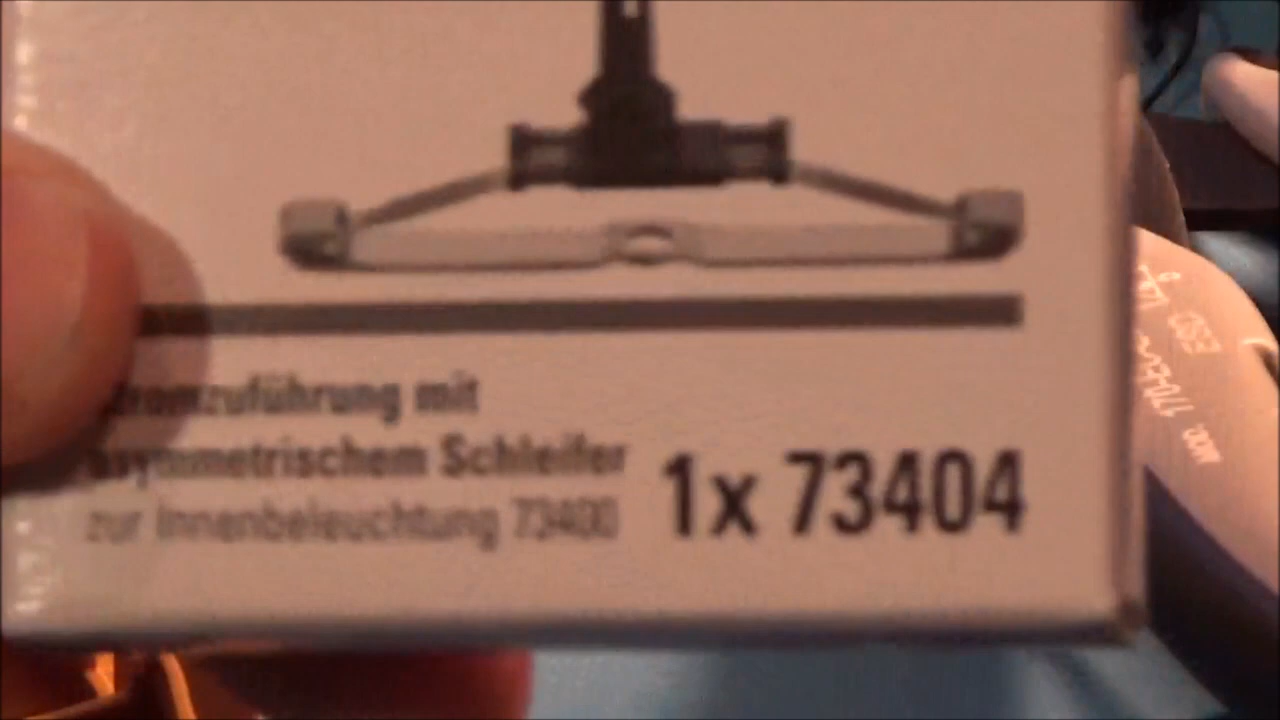 Stromzuführung mit
asymmetrischem Schleifer
zur Innenbeleuchtung 73400
1x 73404